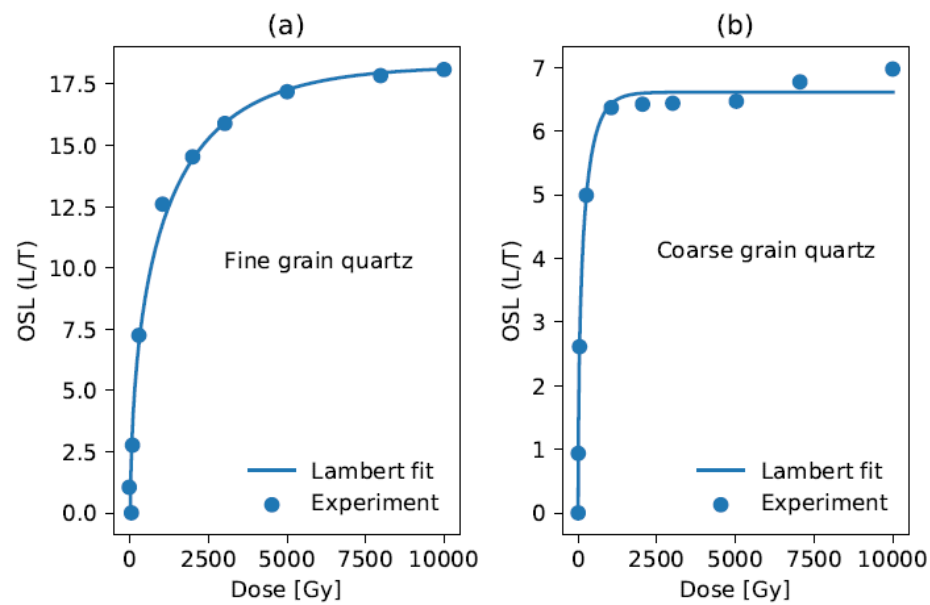 (a)
17.5
15.0
12.5
10.0
7.5
5.0
2.5
0.0
OSL (L/T)
Fine grain quartz
Lambert fit
Experiment
0 2500 5000 7500 10000
Dose [Gy]
(b)
7
6
5
4
3
2
1
0
OSL (L/T)
Coarse grain quartz
Lambert fit
Experiment
0 2500 5000 7500 10000
Dose [Gy]